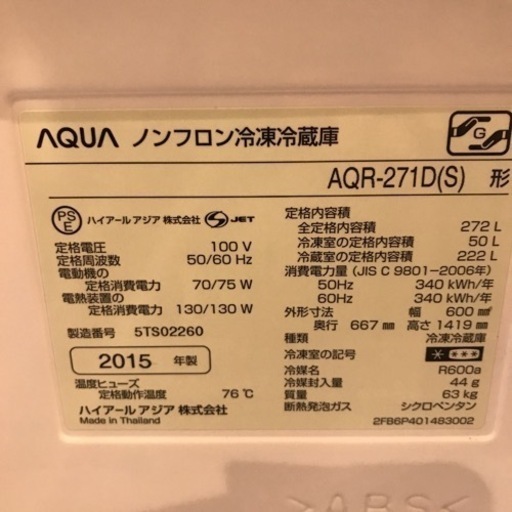 AQUA ノンフロン冷凍冷蔵庫
G
AQR-271D(S) 形
PSE ハイアール アジア 株式会社 JET
定格電圧 100 V
定格周波数 50/60 Hz
電動機の
定格消費電力 70/75 W
電熱装置の
定格消費電力 130/130 W
製造番号 5TS02260
2015 年製
温度ヒューズ
定格動作温度 76℃
ハイアール アジア 株式会社
Made in Thailand
定格内容積
全定格内容積 272 L
冷凍室の定格内容積 50 L
冷蔵室の定格内容積 222 L
消費電力量 (JIS C 9801-2006年)
50Hz 340 kWh/年
60Hz 340 kWh/年
外形寸法 幅 600 ㎜
奥行 667 ㎜ 高さ 1419 ㎜
種類 冷凍冷蔵庫
冷凍室の記号 * ***
冷媒名 R600a
冷媒封入量 44 g
質量 63 kg
断熱発泡ガス シクロペンタン
2FB6P401483002
>ABS<